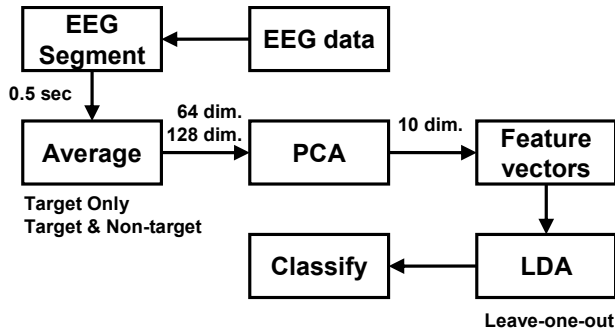 EEG
Segment
EEG data
0.5 sec
64 dim.
128 dim.
10 dim.
Average
PCA
Feature
vectors
Target Only
Target & Non-target
Classify
LDA
Leave-one-out